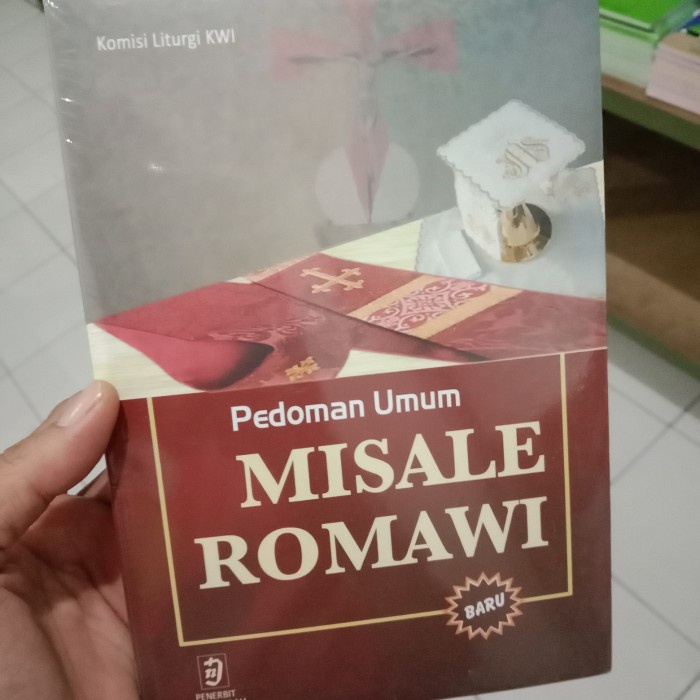 Komisi Liturgi KWI
Pedoman Umum
MISALE
ROMAWI
BARU
PENERBIT